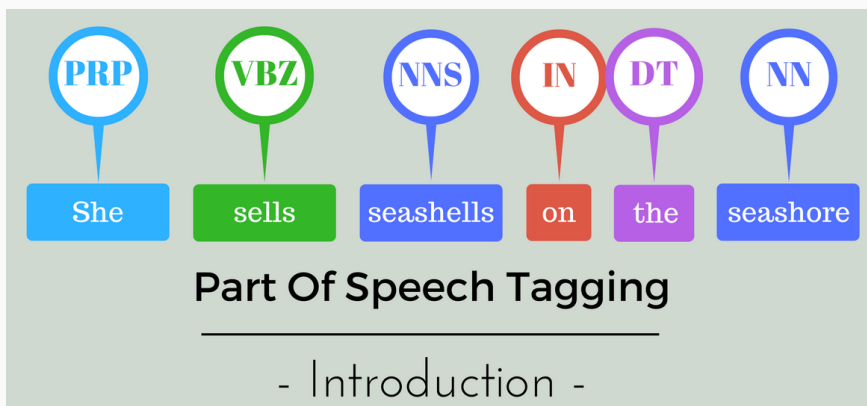 PRP VBZ NNS IN DT NN
She sells seashells on the seashore
Part Of Speech Tagging
- Introduction -